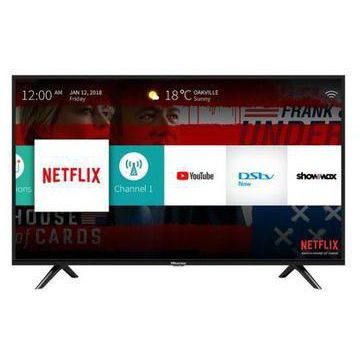 12:00 AM
JAN 12, 2018
Friday
18°C
OAKVILLE
Sunny
FRANK
UNDER
ions
NETFLIX
Channel 1
YouTube
DStv
Now
showmax
HOUSE
of CARDS
NETFLIX
Hisense